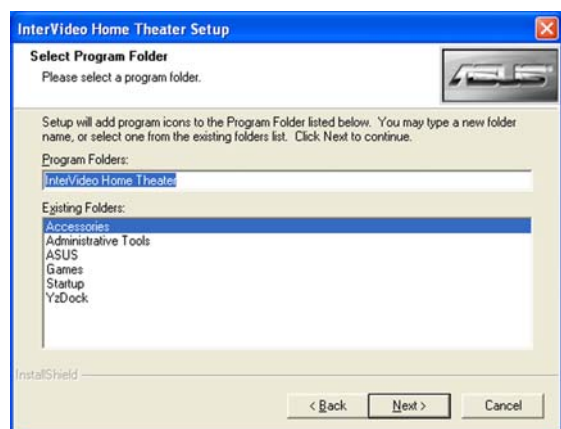 InterVideo Home Theater Setup
Select Program Folder
Please select a program folder.
ASUS
Setup will add program icons to the Program Folder listed below. You may type a new folder
name, or select one from the existing folders list. Click Next to continue.
Program Folders:
InterVideo Home Theater
Existing Folders:
Accessories
Administrative Tools
ASUS
Games
Startup
YzDock
InstallShield
< Back Next > Cancel